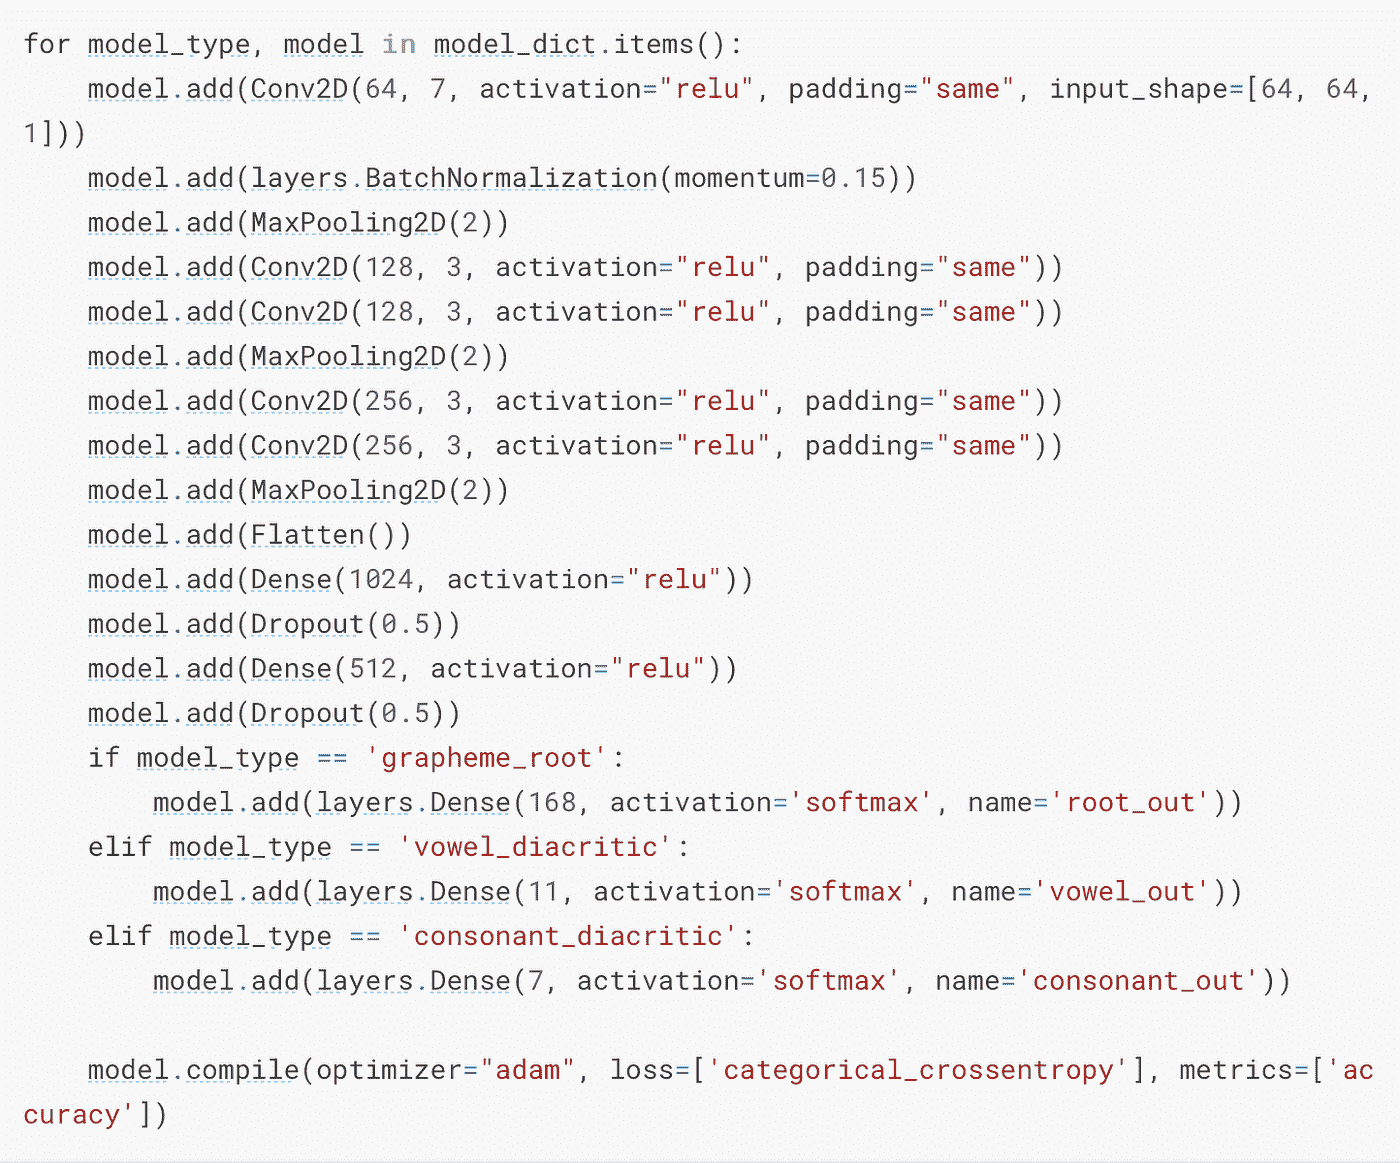 for model_type, model in model_dict.items():
    model.add(Conv2D(64, 7, activation="relu", padding="same", input_shape=[64, 64,
1]))
    model.add(layers.BatchNormalization(momentum=0.15))
    model.add(MaxPooling2D(2))
    model.add(Conv2D(128, 3, activation="relu", padding="same"))
    model.add(Conv2D(128, 3, activation="relu", padding="same"))
    model.add(MaxPooling2D(2))
    model.add(Conv2D(256, 3, activation="relu", padding="same"))
    model.add(Conv2D(256, 3, activation="relu", padding="same"))
    model.add(MaxPooling2D(2))
    model.add(Flatten())
    model.add(Dense(1024, activation="relu"))
    model.add(Dropout(0.5))
    model.add(Dense(512, activation="relu"))
    model.add(Dropout(0.5))
    if model_type == 'grapheme_root':
        model.add(layers.Dense(168, activation='softmax', name='root_out'))
    elif model_type == 'vowel_diacritic':
        model.add(layers.Dense(11, activation='softmax', name='vowel_out'))
    elif model_type == 'consonant_diacritic':
        model.add(layers.Dense(7, activation='softmax', name='consonant_out'))
    model.compile(optimizer="adam", loss=['categorical_crossentropy'], metrics=['ac
curacy'])